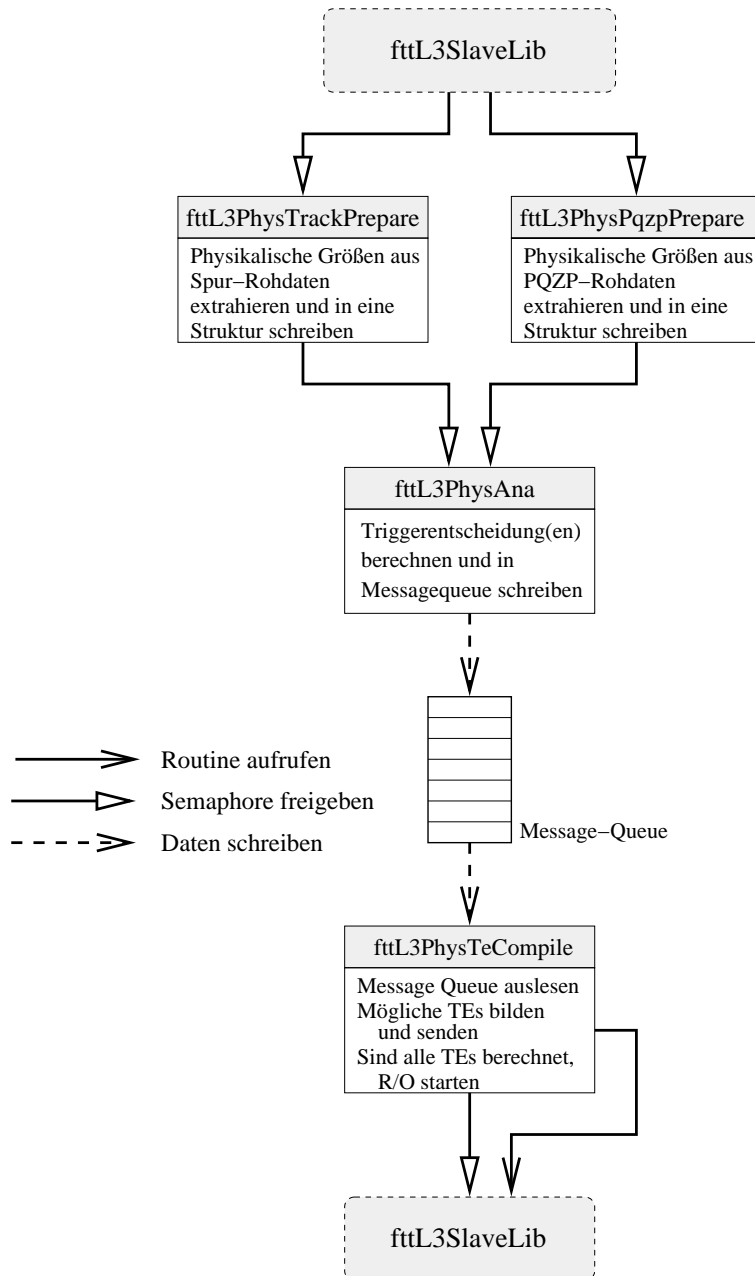 fttL3SlaveLib
fttL3PhysTrackPrepare
Physikalische Größen aus
Spur−Rohdaten
extrahieren und in eine
Struktur schreiben
fttL3PhysPqzpPrepare
Physikalische Größen aus
PQZP−Rohdaten
extrahieren und in eine
Struktur schreiben
fttL3PhysAna
Triggerentscheidung(en)
berechnen und in
Messagequeue schreiben
Routine aufrufen
Semaphore freigeben
Daten schreiben
Message−Queue
fttL3PhysTeCompile
Message Queue auslesen
Mögliche TEs bilden
und senden
Sind alle TEs berechnet,
R/O starten
fttL3SlaveLib